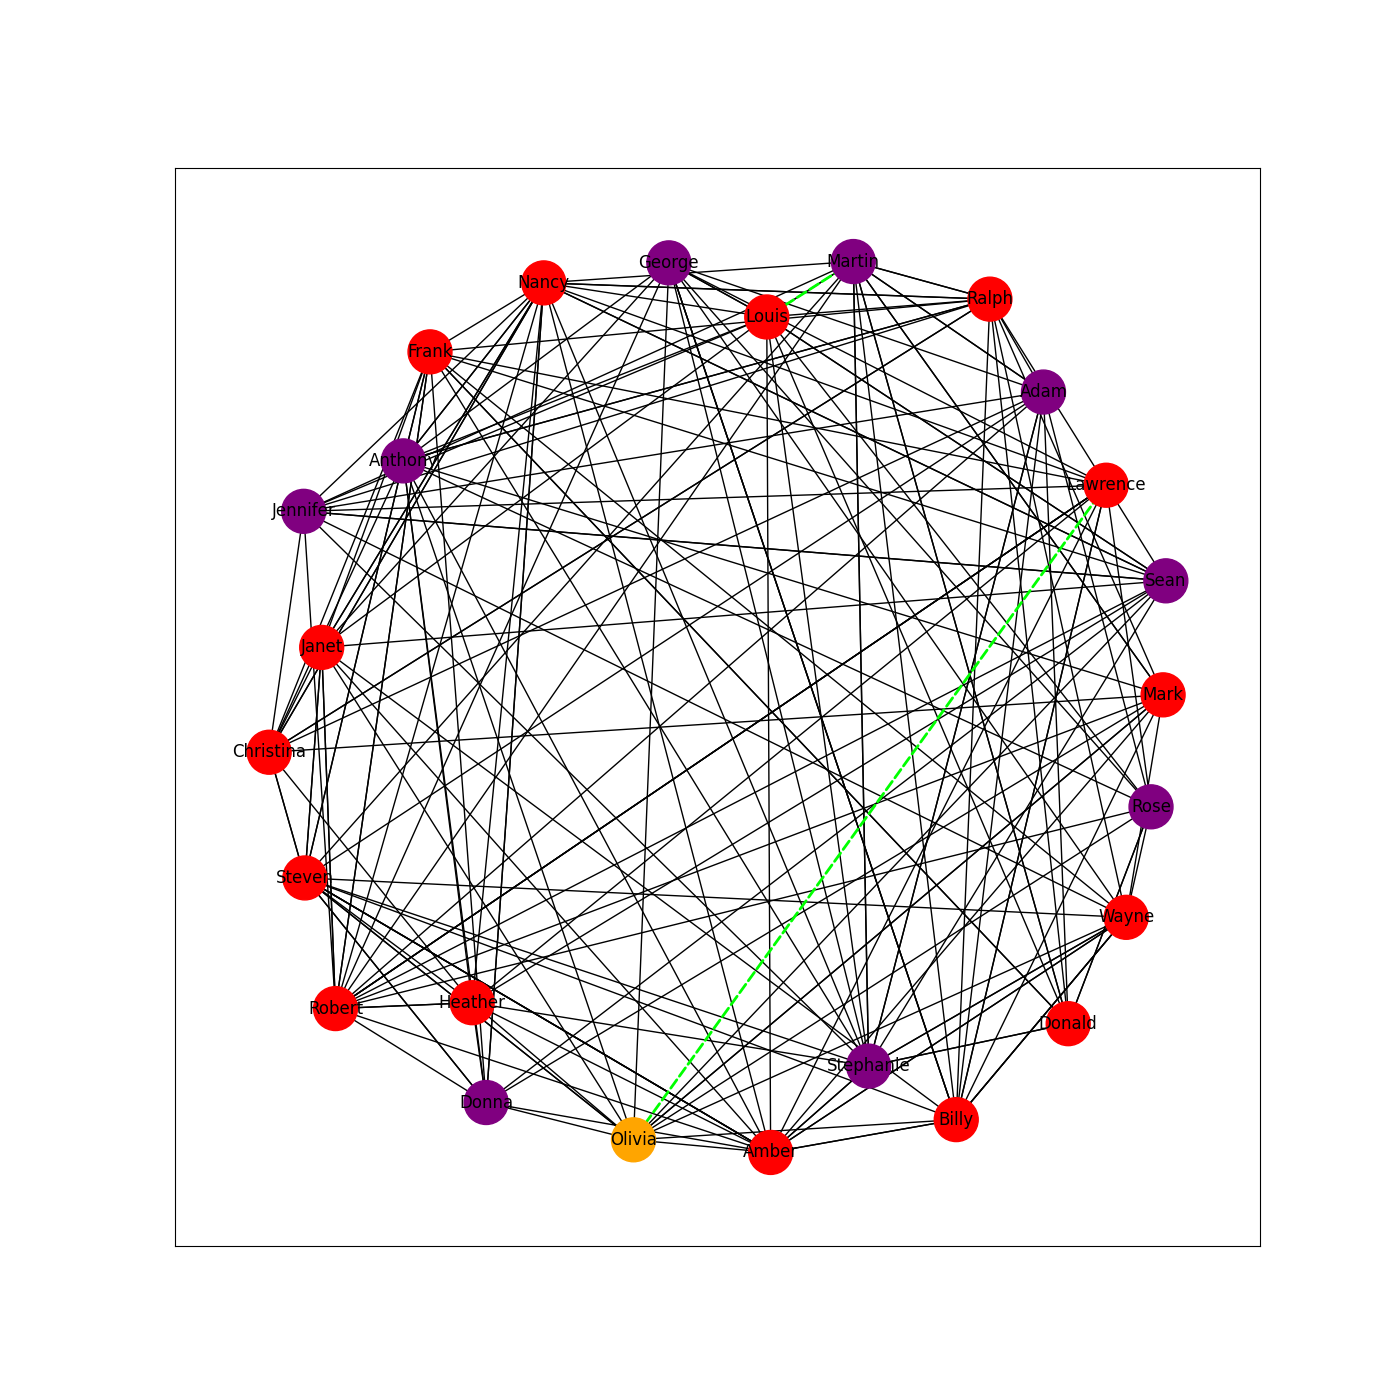 Martin
George
Nancy
Ralph
Louis
Frank
Adam
Anthony
Lawrence
Jennifer
Sean
Janet
Mark
Christina
Rose
Steven
Wayne
Heather
Robert
Donald
Stephanie
Donna
Billy
Olivia
Amber